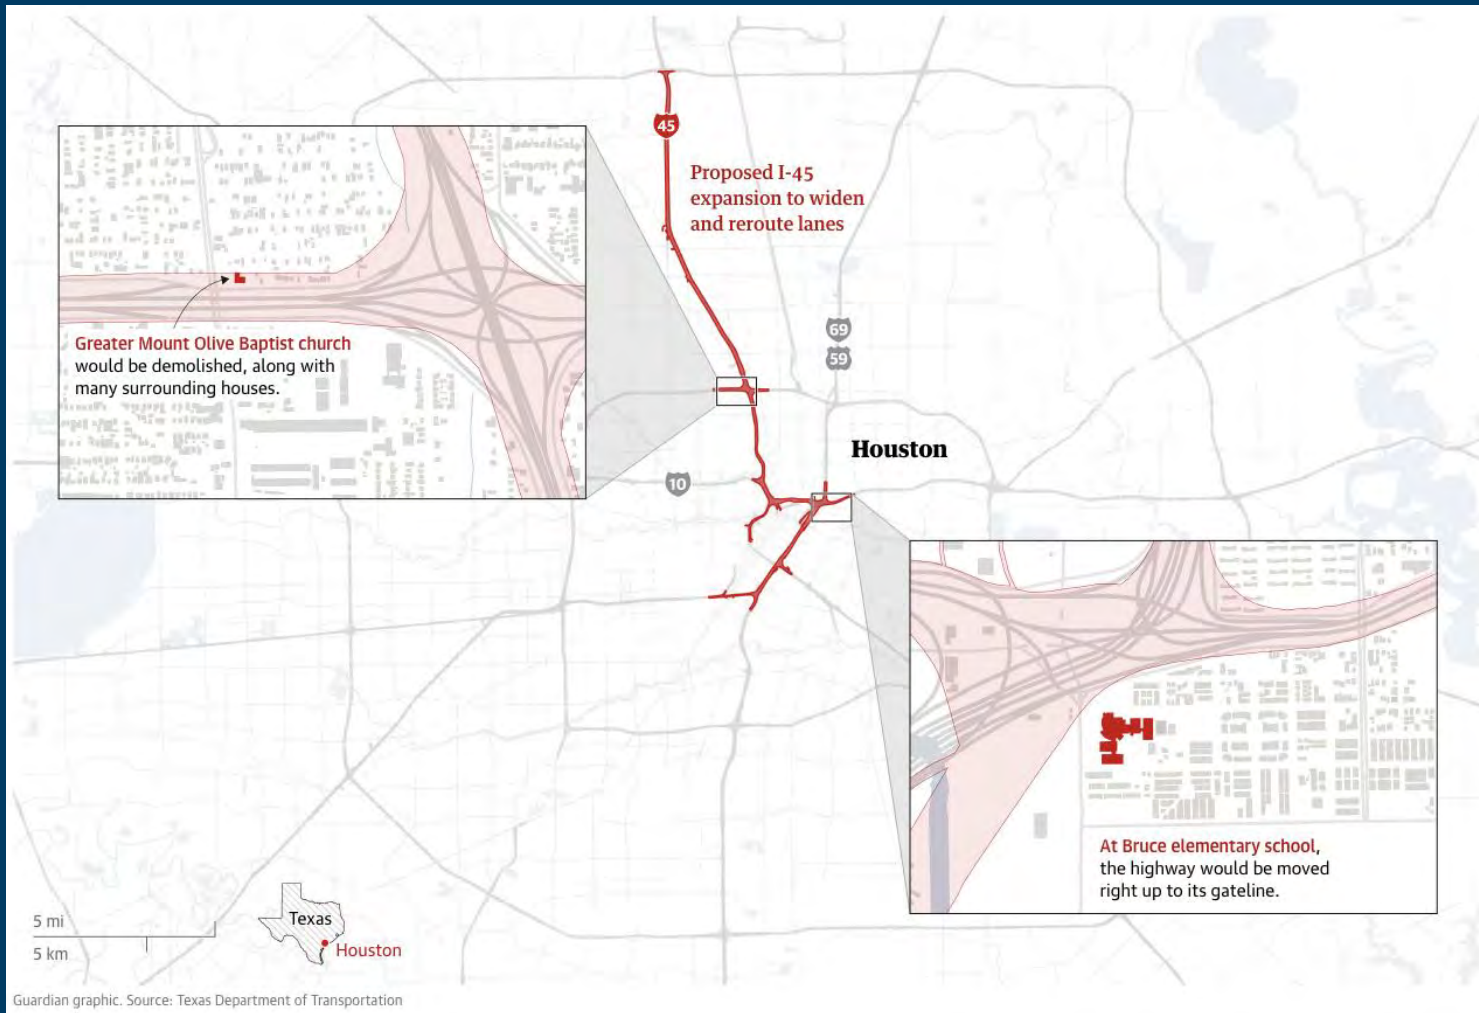 45
Proposed I-45
expansion to widen
and reroute lanes
Greater Mount Olive Baptist church
would be demolished, along with
many surrounding houses.
69
59
Houston
10
At Bruce elementary school,
the highway would be moved
right up to its gateline.
5 mi
5 km
Texas
Houston
Guardian graphic. Source: Texas Department of Transportation